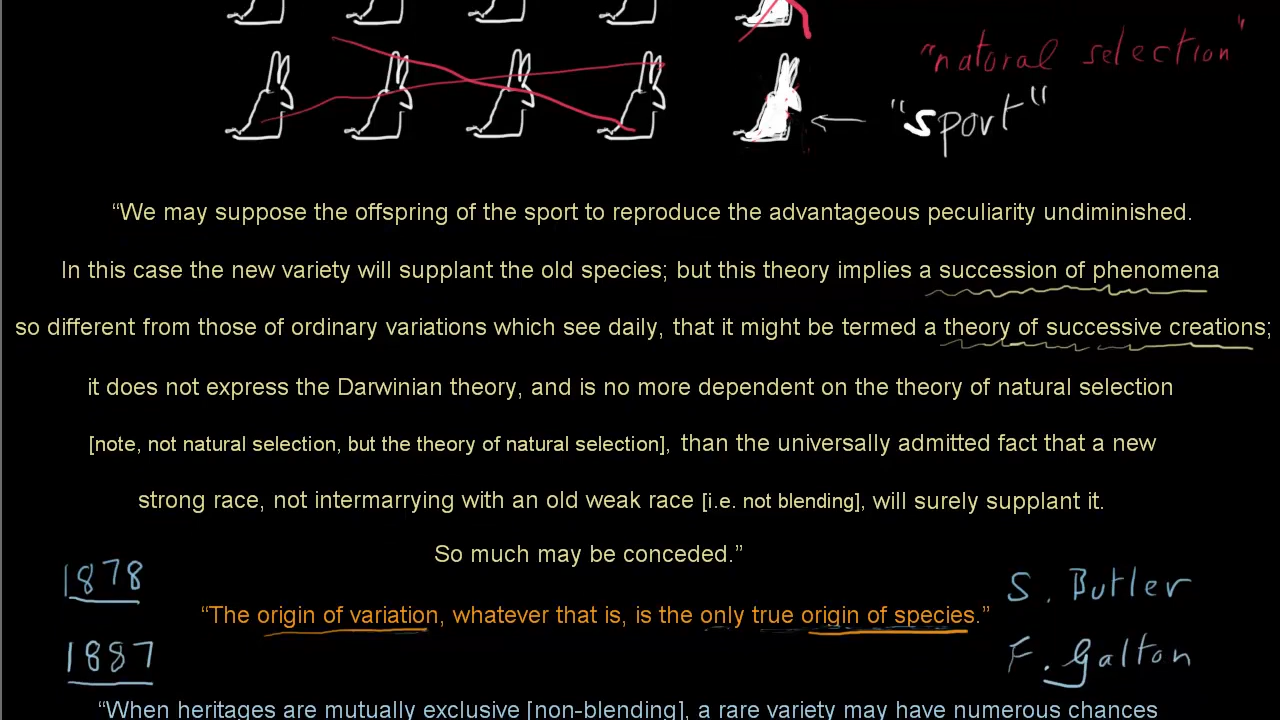 "natural selection"
"sport"
“We may suppose the offspring of the sport to reproduce the advantageous peculiarity undiminished.
In this case the new variety will supplant the old species; but this theory implies a succession of phenomena
so different from those of ordinary variations which see daily, that it might be termed a theory of successive creations;
it does not express the Darwinian theory, and is no more dependent on the theory of natural selection
[note, not natural selection, but the theory of natural selection], than the universally admitted fact that a new
strong race, not intermarrying with an old weak race [i.e. not blending], will surely supplant it.
So much may be conceded.”
1878
S. Butler
“The origin of variation, whatever that is, is the only true origin of species.”
1887
F. Galton
“When heritages are mutually exclusive [non-blending], a rare variety may have numerous chances